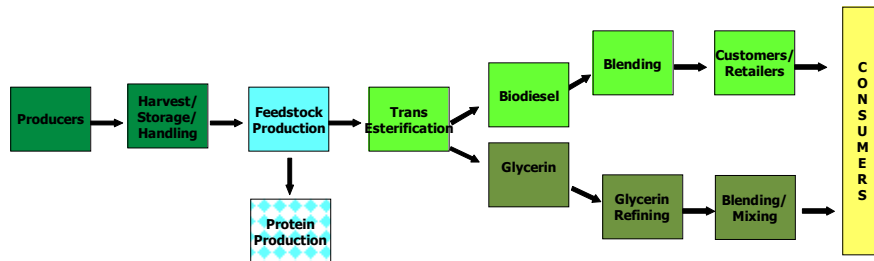 Producers
Harvest/
Storage/
Handling
Feedstock
Production
Protein
Production
Trans
Esterification
Biodiesel
Blending
Customers/
Retailers
Glycerin
Glycerin
Refining
Blending/
Mixing
C
O
N
S
U
M
E
R
S